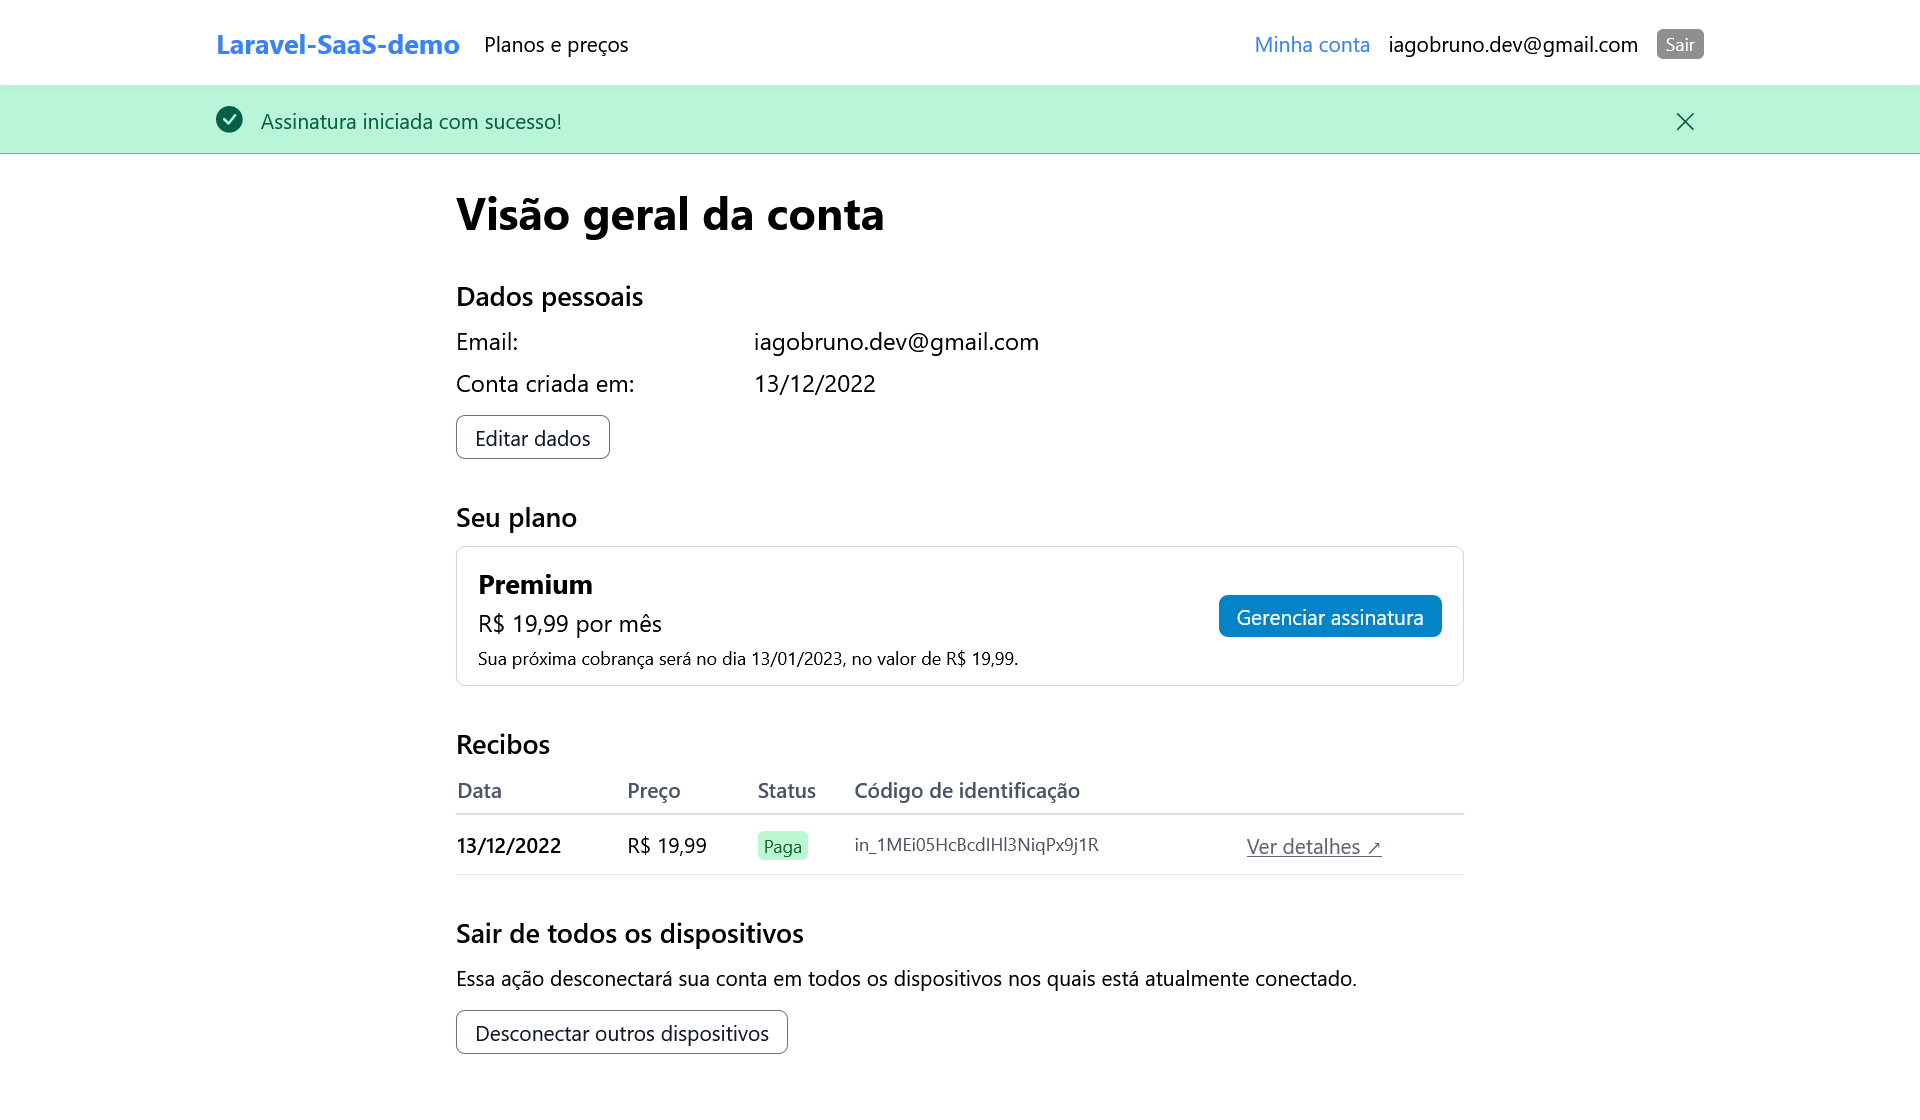 Laravel-SaaS-demo Planos e preços Minha conta iagobruno.dev@gmail.com Sair
Assinatura iniciada com sucesso!
Visão geral da conta
Dados pessoais
Email: iagobruno.dev@gmail.com
Conta criada em: 13/12/2022
Editar dados
Seu plano
Premium
R$ 19,99 por mês
Gerenciar assinatura
Sua próxima cobrança será no dia 13/01/2023, no valor de R$ 19,99.
Recibos
Data Preço Status Código de identificação
13/12/2022 R$ 19,99 Paga in_1MEi05HcBcdIHl3NiqPx9j1R Ver detalhes ↗
Sair de todos os dispositivos
Essa ação desconectará sua conta em todos os dispositivos nos quais está atualmente conectado.
Desconectar outros dispositivos